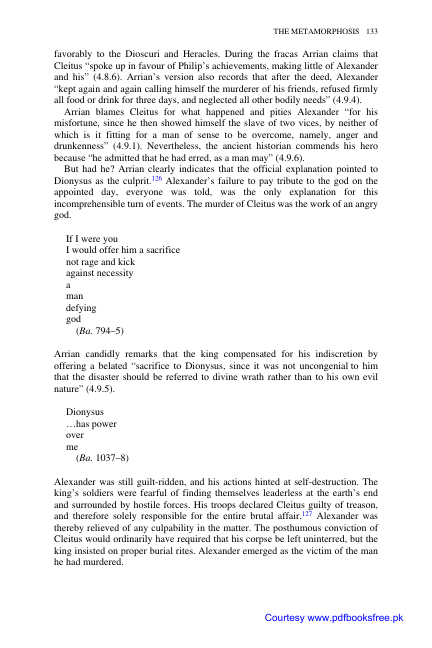 THE METAMORPHOSIS 133
favorably to the Dioscuri and Heracles. During the fracas Arrian claims that
Cleitus “spoke up in favour of Philip’s achievements, making little of Alexander
and his” (4.8.6). Arrian’s version also records that after the deed, Alexander
“kept again and again calling himself the murderer of his friends, refused firmly
all food or drink for three days, and neglected all other bodily needs” (4.9.4).
Arrian blames Cleitus for what happened and pities Alexander “for his
misfortune, since he then showed himself the slave of two vices, by neither of
which is it fitting for a man of sense to be overcome, namely, anger and
drunkenness” (4.9.1). Nevertheless, the ancient historian commends his hero
because “he admitted that he had erred, as a man may” (4.9.6).
But had he? Arrian clearly indicates that the official explanation pointed to
Dionysus as the culprit.126 Alexander’s failure to pay tribute to the god on the
appointed day, everyone was told, was the only explanation for this
incomprehensible turn of events. The murder of Cleitus was the work of an angry
god.
If I were you
I would offer him a sacrifice
not rage and kick
against necessity
a
man
defying
god
(Ba. 794–5)
Arrian candidly remarks that the king compensated for his indiscretion by
offering a belated “sacrifice to Dionysus, since it was not uncongenial to him
that the disaster should be referred to divine wrath rather than to his own evil
nature” (4.9.5).
Dionysus
…has power
over
me
(Ba. 1037–8)
Alexander was still guilt-ridden, and his actions hinted at self-destruction. The
king’s soldiers were fearful of finding themselves leaderless at the earth’s end
and surrounded by hostile forces. His troops declared Cleitus guilty of treason,
and therefore solely responsible for the entire brutal affair.127 Alexander was
thereby relieved of any culpability in the matter. The posthumous conviction of
Cleitus would ordinarily have required that his corpse be left uninterred, but the
king insisted on proper burial rites. Alexander emerged as the victim of the man
he had murdered.
Courtesy www.pdfbooksfree.pk